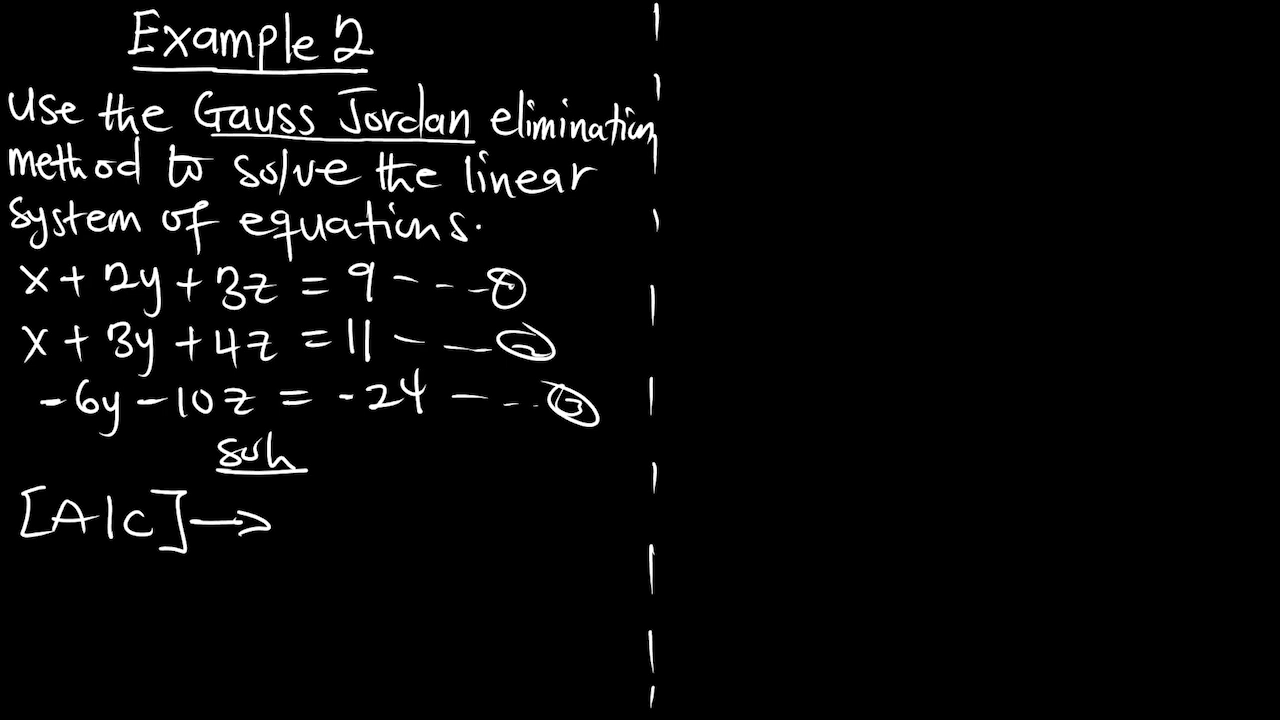 Example 2
Use the Gauss Jordan elimination
method to solve the linear
system of equations.
x + 2y + 3z = 9 --- ①
x + 3y + 4z = 11 --- ②
-6y - 10z = -24 --- ③
soln
[A|C] →